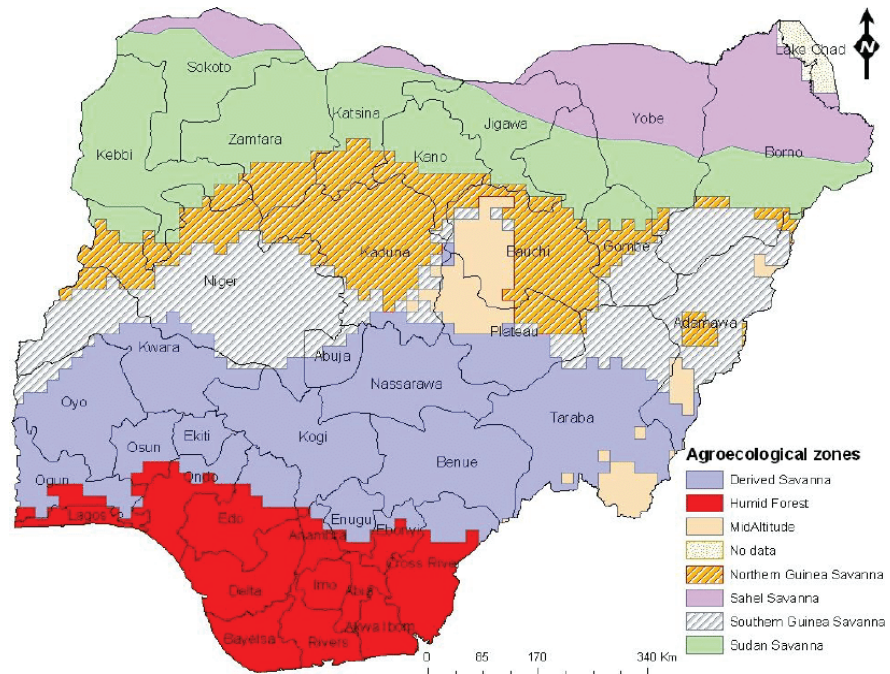 N
Lake Chad
Sokoto
Katsina
Jigawa
Yobe
Zamfara
Kebbi
Kano
Borno
Kaduna
Bauchi
Gombe
Niger
Adamawa
Plateau
Kwara
Abuja
Nassarawa
Oyo
Taraba
Ekiti
Osun
Kogi
Benue
Ogun
Ondo
Lagos
Edo
Enugu
Anambra
Cross River
Delta
Imo
Abia
Akwa Ibom
Bayelsa
Rivers
Agroecological zones
Derived Savanna
Humid Forest
MidAltitude
No data
Northern Guinea Savanna
Sahel Savanna
Southern Guinea Savanna
Sudan Savanna
0 85 170 340 Km